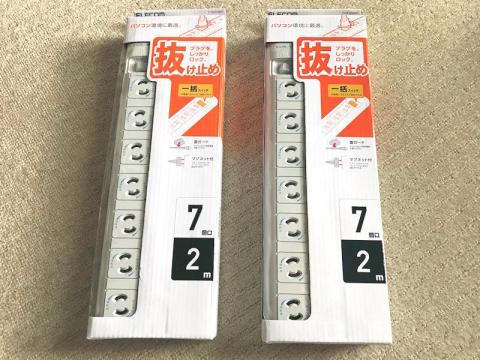 ELECOM
パソコン環境に最適。
抜け止め
プラグを、
しっかり
ロック。
一括スイッチ
雷ガード
マグネット付
7
個口
2
m
ELECOM
パソコン環境に最適。
抜け止め
プラグを、
しっかり
ロック。
一括スイッチ
雷ガード
マグネット付
7
個口
2
m